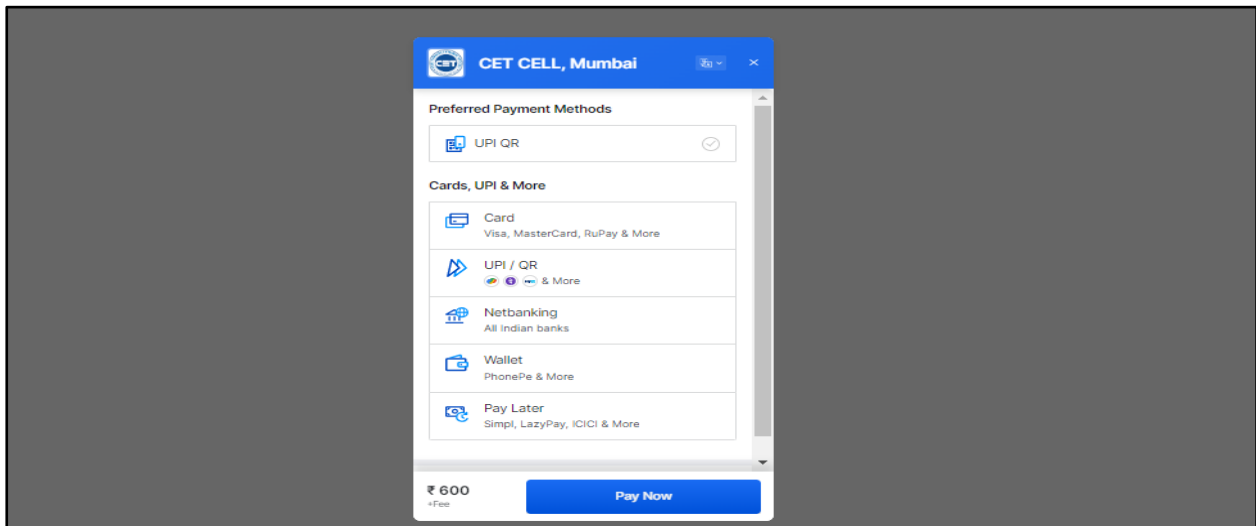 CET
CET CELL, Mumbai
Preferred Payment Methods
UPI QR
Cards, UPI & More
Card
Visa, MasterCard, RuPay & More
UPI / QR
& More
Netbanking
All Indian banks
Wallet
PhonePe & More
Pay Later
Simpl, LazyPay, ICICI & More
₹ 600
+Fee
Pay Now